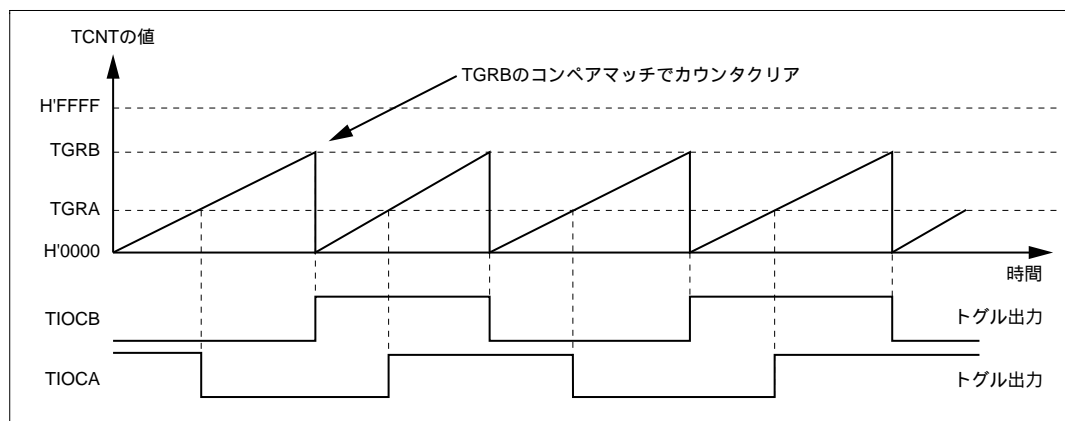 TCNTの値
TGRBのコンペアマッチでカウンタクリア
H'FFFF
TGRB
TGRA
H'0000
時間
TIOCB
トグル出力
TIOCA
トグル出力